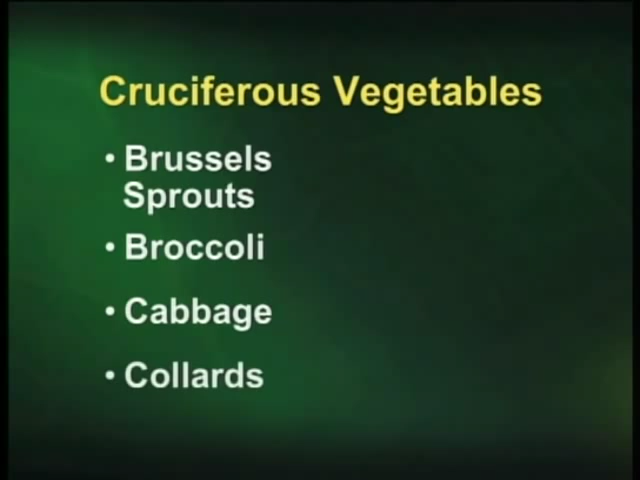 Cruciferous Vegetables
• Brussels
Sprouts
• Broccoli
• Cabbage
• Collards